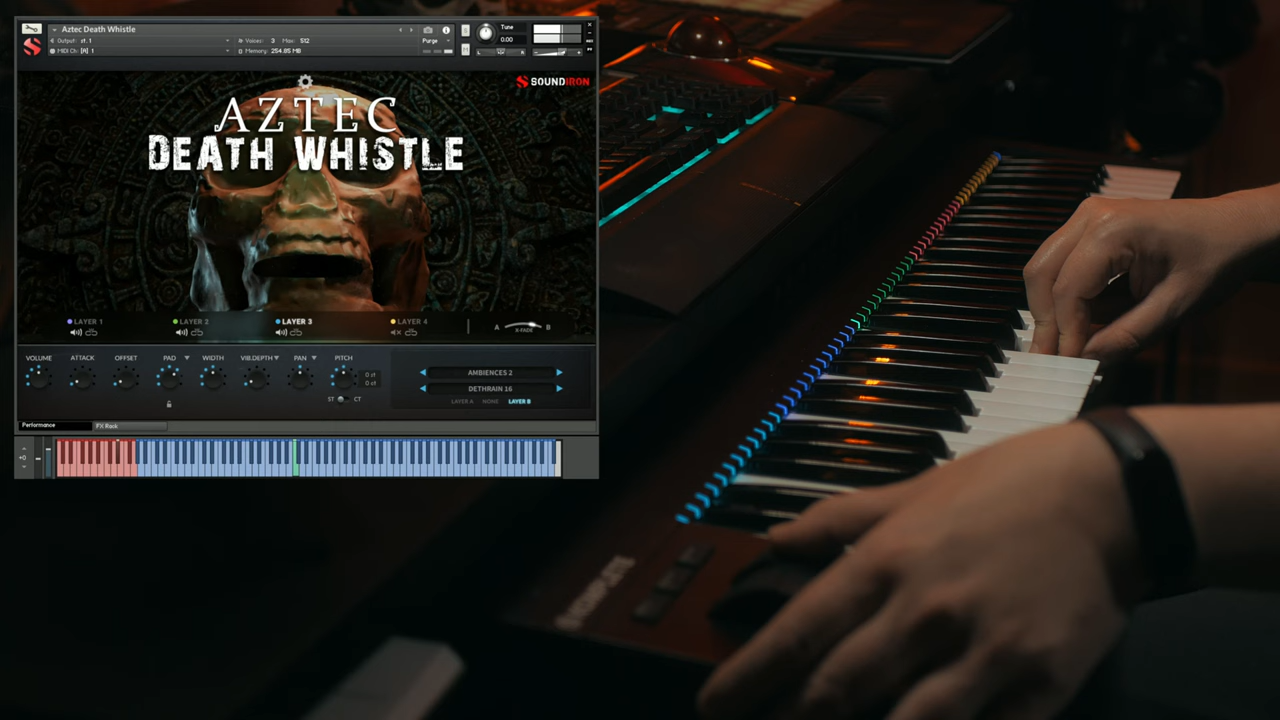 Aztec Death Whistle
Output: st. 1
Voices: 3 Max: 512
Purge
Tune
0.00
MIDI Ch: [A] 1
Memory: 254.85 MB
S
M
L
R
SOUNDIRON
AZTEC
DEATH WHISTLE
LAYER 1
LAYER 2
LAYER 3
LAYER 4
A
X-FADE
B
VOLUME
ATTACK
OFFSET
PAD
WIDTH
VIB.DEPTH
PAN
PITCH
0 st
0 ct
ST
CT
AMBIENCES 2
DETHRAIN 16
LAYER A
NONE
LAYER B
Performance
FX Rack
+0